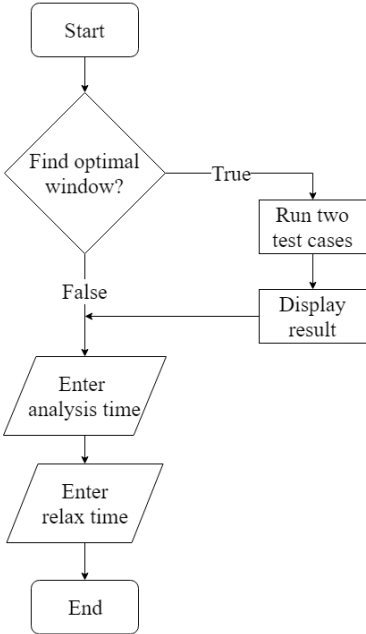 Start
Find optimal
window?
True
Run two
test cases
False
Display
result
Enter
analysis time
Enter
relax time
End